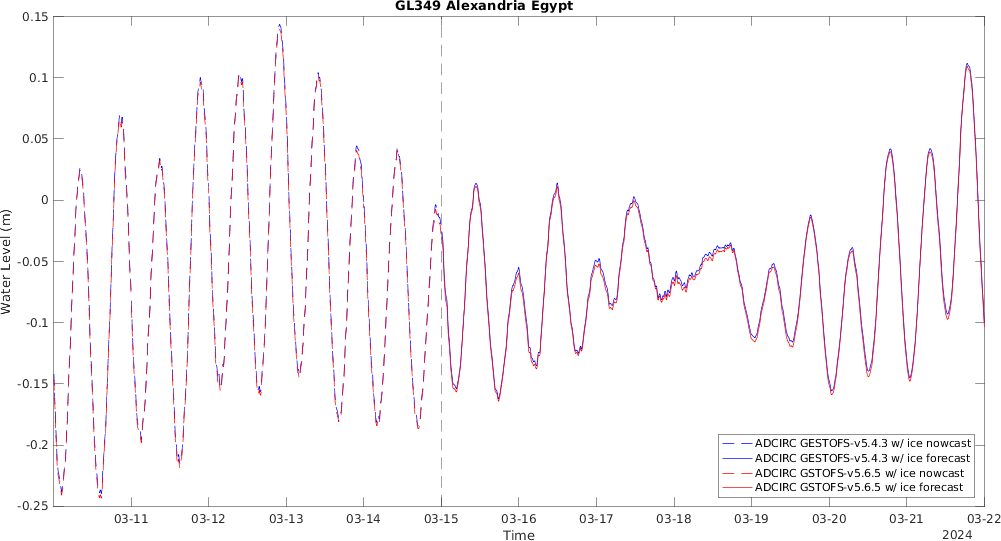 GL349 Alexandria Egypt
0.15
0.1
0.05
0
-0.05
-0.1
-0.15
-0.2
-0.25
Water Level (m)
ADCIRC GESTOFS-v5.4.3 w/ ice nowcast
ADCIRC GESTOFS-v5.4.3 w/ ice forecast
ADCIRC GSTOFS-v5.6.5 w/ ice nowcast
ADCIRC GSTOFS-v5.6.5 w/ ice forecast
03-11 03-12 03-13 03-14 03-15 03-16 03-17 03-18 03-19 03-20 03-21 03-22
Time
2024